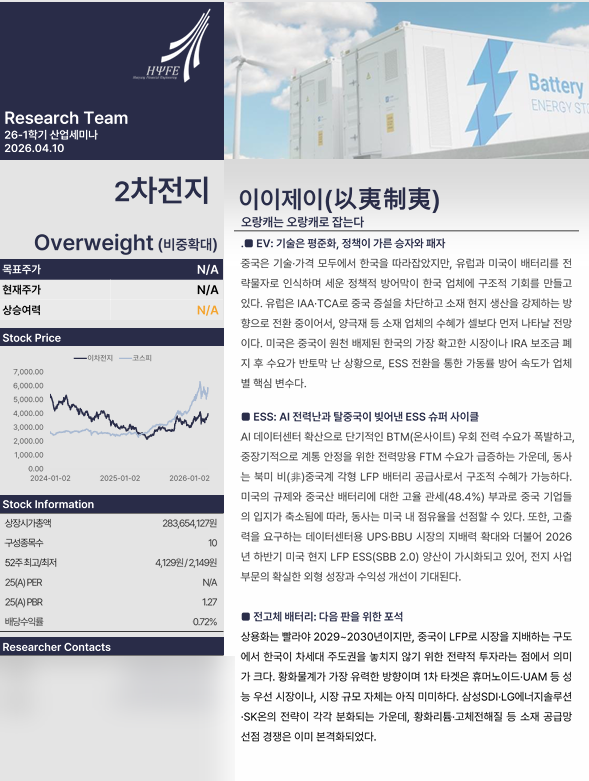 HYFE
Hanyang Financial Engineering
Research Team
26-1학기 산업세미나
2026.04.10
Battery
ENERGY ST
2차전지
Overweight (비중확대)
목표주가 N/A
현재주가 N/A
상승여력 N/A
Stock Price
이차전지 코스피
7,000.00
6,000.00
5,000.00
4,000.00
3,000.00
2,000.00
1,000.00
0.00
2024-01-02 2025-01-02 2026-01-02
Stock Information
상장시가총액 283,654,127원
구성종목수 10
52주 최고/최저 4,129원 / 2,149원
25(A) PER N/A
25(A) PBR 1.27
배당수익률 0.72%
Researcher Contacts
이이제이(以夷制夷)
오랑캐는 오랑캐로 잡는다
.■ EV: 기술은 평준화, 정책이 가른 승자와 패자
중국은 기술·가격 모두에서 한국을 따라잡았지만, 유럽과 미국이 배터리를 전
략물자로 인식하며 세운 정책적 방어막이 한국 업체에 구조적 기회를 만들고
있다. 유럽은 IAA·TCA로 중국 증설을 차단하고 소재 현지 생산을 강제하는 방
향으로 전환 중이어서, 양극재 등 소재 업체의 수혜가 셀보다 먼저 나타날 전망
이다. 미국은 중국이 원천 배제된 한국의 가장 확고한 시장이나 IRA 보조금 폐
지 후 수요가 반토막 난 상황으로, ESS 전환을 통한 가동률 방어 속도가 업체
별 핵심 변수다.
■ ESS: AI 전력난과 탈중국이 빚어낸 ESS 슈퍼 사이클
AI 데이터센터 확산으로 단기적인 BTM(온사이트) 우회 전력 수요가 폭발하고,
중장기적으로 계통 안정을 위한 전력망용 FTM 수요가 급증하는 가운데, 동사
는 북미 비(非)중국계 각형 LFP 배터리 공급사로서 구조적 수혜가 가능하다.
미국의 규제와 중국산 배터리에 대한 고율 관세(48.4%) 부과로 중국 기업들
의 입지가 축소됨에 따라, 동사는 미국 내 점유율을 선점할 수 있다. 또한, 고출
력을 요구하는 데이터센터용 UPS·BBU 시장의 지배력 확대와 더불어 2026
년 하반기 미국 현지 LFP ESS(SBB 2.0) 양산이 가시화되고 있어, 전지 사업
부문의 확실한 외형 성장과 수익성 개선이 기대된다.
■ 전고체 배터리: 다음 판을 위한 포석
상용화는 빨라야 2029~2030년이지만, 중국이 LFP로 시장을 지배하는 구도
에서 한국이 차세대 주도권을 놓치지 않기 위한 전략적 투자라는 점에서 의미
가 크다. 황화물계가 가장 유력한 방향이며 1차 타겟은 휴머노이드·UAM 등 성
능 우선 시장이나, 시장 규모 자체는 아직 미미하다. 삼성SDI·LG에너지솔루션
·SK온의 전략이 각각 분화되는 가운데, 황화리튬·고체전해질 등 소재 공급망
선점 경쟁은 이미 본격화되었다.